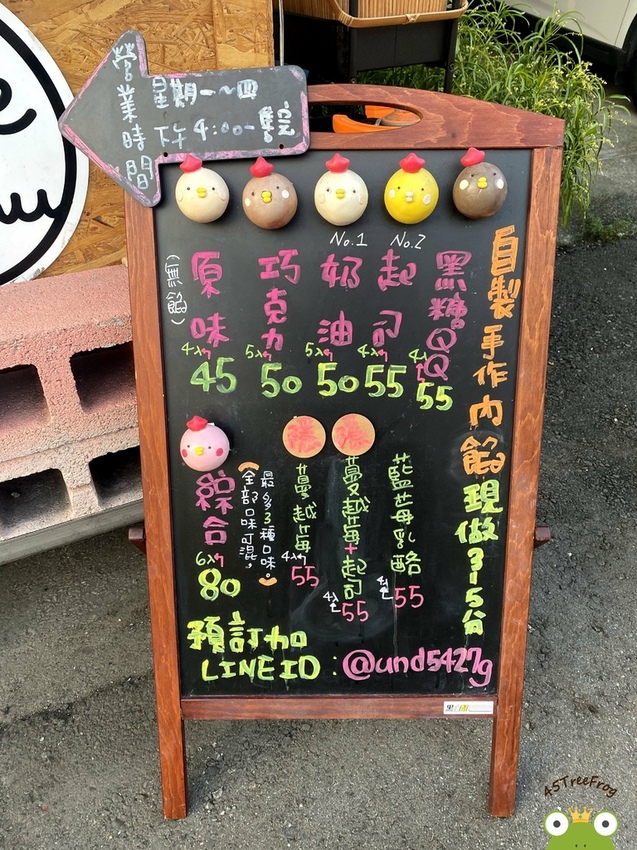 營業時間
星期一~四
下午4:00-售完
No.1
No.2
自製手作內餡
現做3-5分
黑糖QQ
4入
55
起司
4入
55
奶油
5入
50
巧克力
5入
50
原味
(無餡)
4入
45
藍莓乳酪
4入
55
蔓越莓+起司
4入
55
蔓越莓
4入
55
最多3種口味。
全部口味可混,
綜合
6入
80
預訂加
LINE ID:@und5427g
45TreeFrog